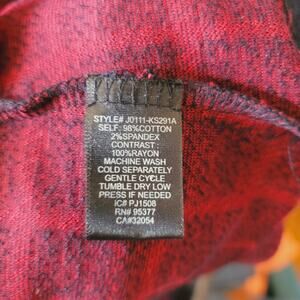 STYLE# J0111-KS291A
SELF: 98%COTTON
2%SPANDEX
CONTRAST :
100%RAYON
MACHINE WASH
COLD SEPARATELY
GENTLE CYCLE
TUMBLE DRY LOW
PRESS IF NEEDED
IC# PJ1508
RN# 95377
CA#32054